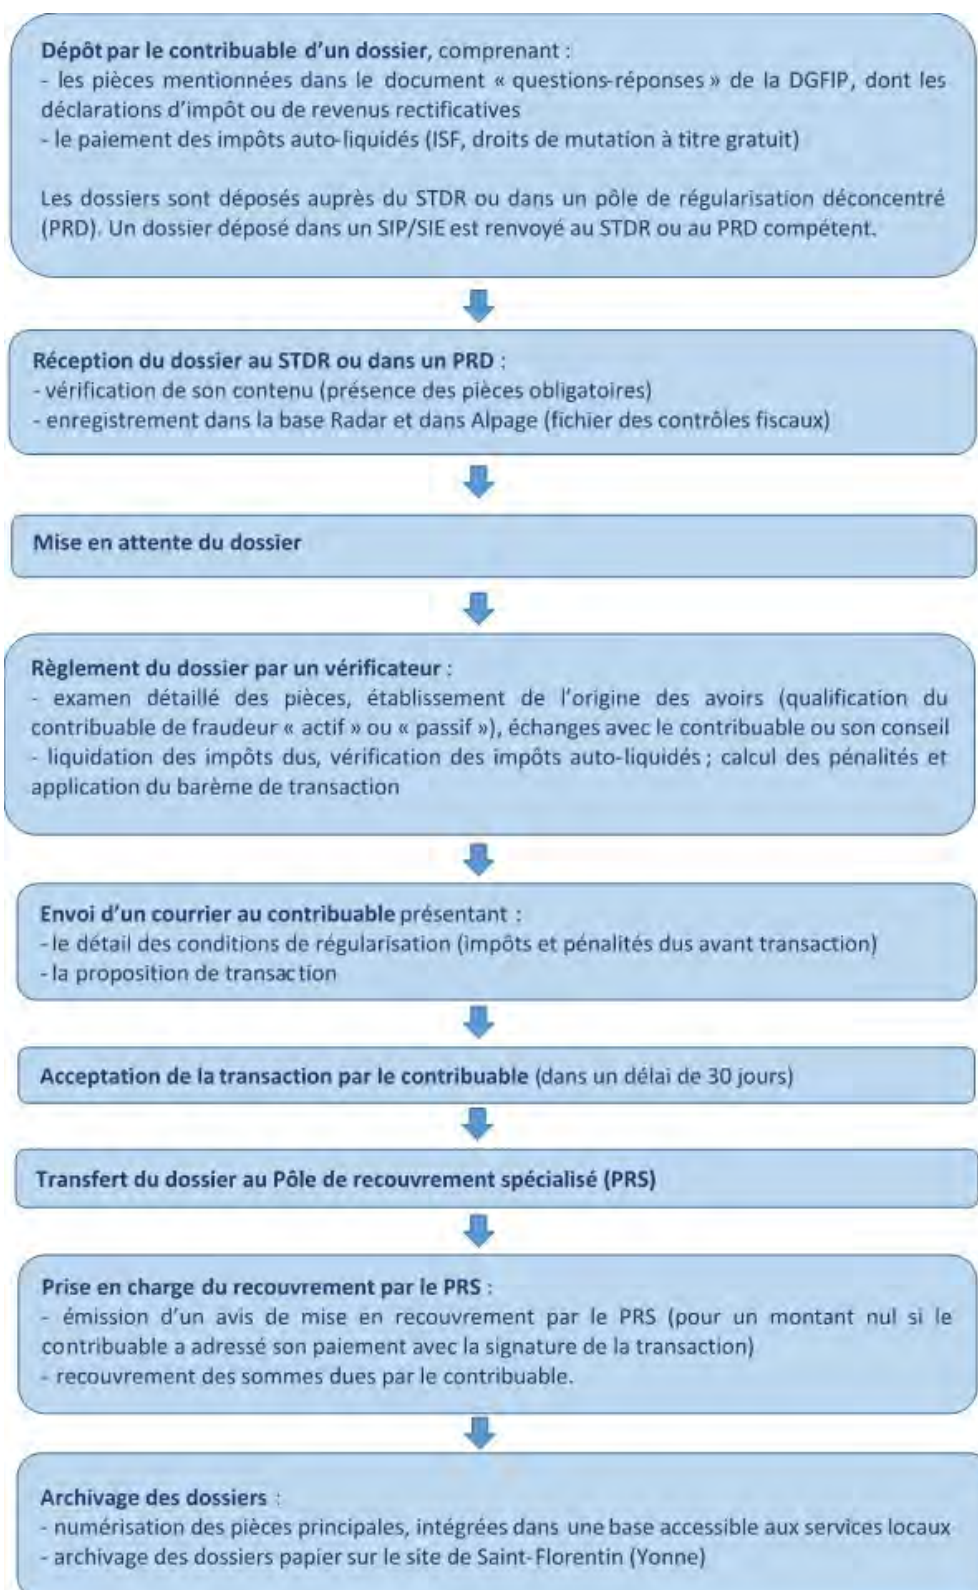 Dépôt par le contribuable d'un dossier, comprenant :
- les pièces mentionnées dans le document « questions-réponses » de la DGFIP, dont les
déclarations d'impôt ou de revenus rectificatives
- le paiement des impôts auto-liquidés (ISF, droits de mutation à titre gratuit)
Les dossiers sont déposés auprès du STDR ou dans un pôle de régularisation déconcentré
(PRD). Un dossier déposé dans un SIP/SIE est renvoyé au STDR ou au PRD compétent.
Réception du dossier au STDR ou dans un PRD :
- vérification de son contenu (présence des pièces obligatoires)
- enregistrement dans la base Radar et dans Alpage (fichier des contrôles fiscaux)
Mise en attente du dossier
Règlement du dossier par un vérificateur :
- examen détaillé des pièces, établissement de l'origine des avoirs (qualification du
contribuable de fraudeur « actif » ou « passif »), échanges avec le contribuable ou son conseil
- liquidation des impôts dus, vérification des impôts auto-liquidés ; calcul des pénalités et
application du barème de transaction
Envoi d'un courrier au contribuable présentant :
- le détail des conditions de régularisation (impôts et pénalités dus avant transaction)
- la proposition de transaction
Acceptation de la transaction par le contribuable (dans un délai de 30 jours)
Transfert du dossier au Pôle de recouvrement spécialisé (PRS)
Prise en charge du recouvrement par le PRS :
- émission d'un avis de mise en recouvrement par le PRS (pour un montant nul si le
contribuable a adressé son paiement avec la signature de la transaction)
- recouvrement des sommes dues par le contribuable.
Archivage des dossiers :
- numérisation des pièces principales, intégrées dans une base accessible aux services locaux
- archivage des dossiers papier sur le site de Saint-Florentin (Yonne)